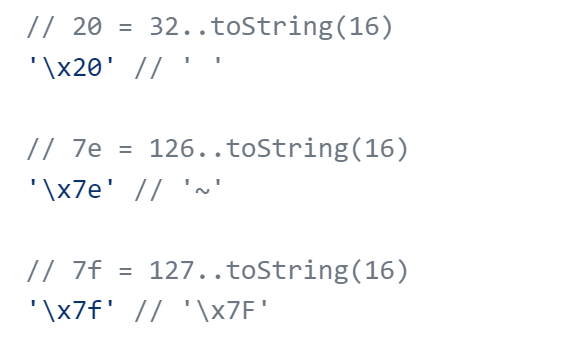 // 20 = 32..toString(16)
'\x20' // ' '
// 7e = 126..toString(16)
'\x7e' // '~'
// 7f = 127..toString(16)
'\x7f' // '\x7F'